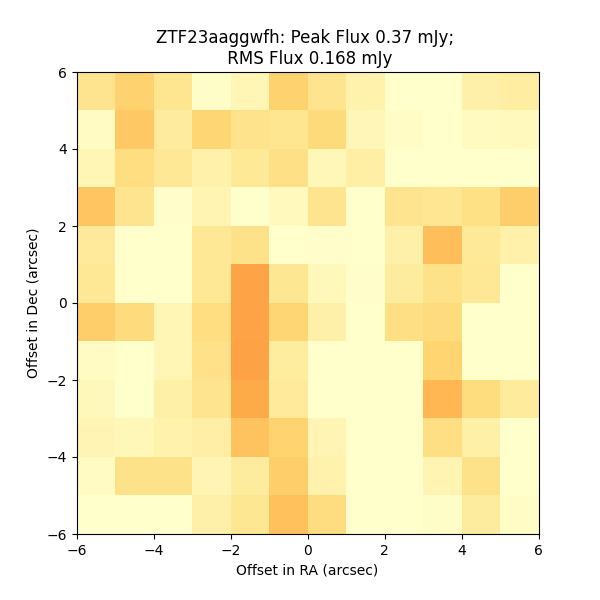 ZTF23aaggwfh: Peak Flux 0.37 mJy;
RMS Flux 0.168 mJy
6
4
2
0
−2
−4
−6
Offset in Dec (arcsec)
−6 −4 −2 0 2 4 6
Offset in RA (arcsec)